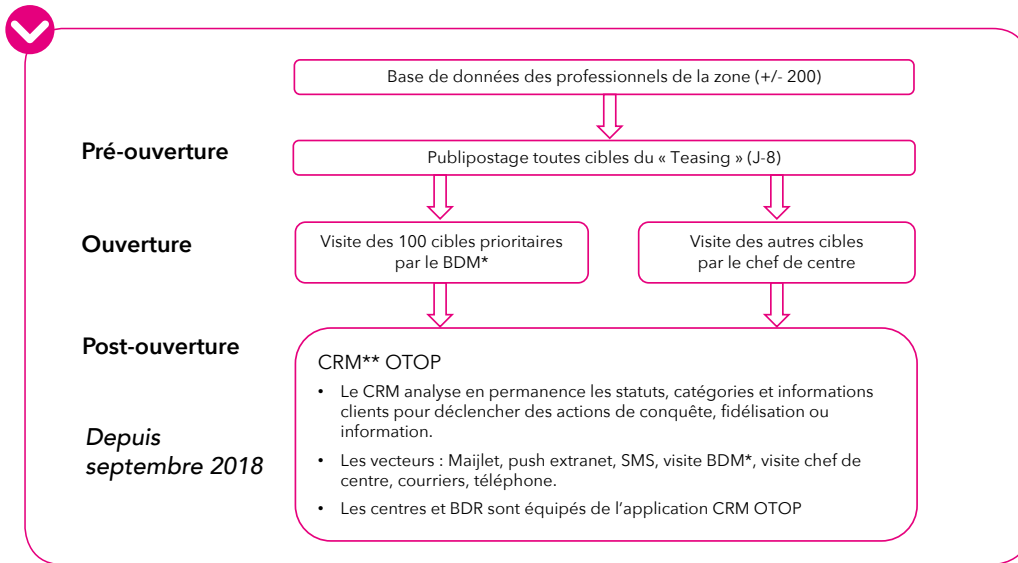 Base de données des professionnels de la zone (+/- 200)
Pré-ouverture
Publipostage toutes cibles du « Teasing » (J-8)
Ouverture
Visite des 100 cibles prioritaires
par le BDM*
Visite des autres cibles
par le chef de centre
Post-ouverture
Depuis
septembre 2018
CRM** OTOP
• Le CRM analyse en permanence les statuts, catégories et informations
clients pour déclencher des actions de conquête, fidélisation ou
information.
• Les vecteurs : Maijlet, push extranet, SMS, visite BDM*, visite chef de
centre, courriers, téléphone.
• Les centres et BDR sont équipés de l'application CRM OTOP